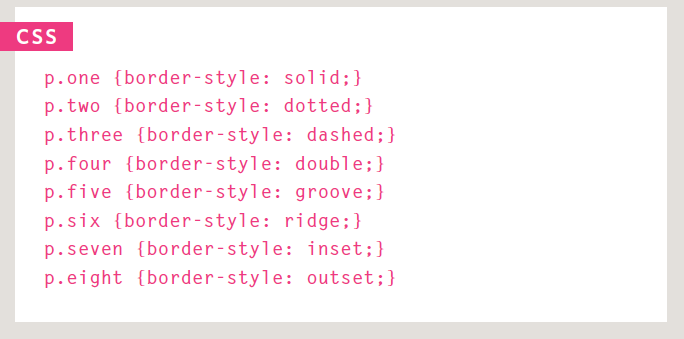 CSS
p.one {border-style: solid;}
p.two {border-style: dotted;}
p.three {border-style: dashed;}
p.four {border-style: double;}
p.five {border-style: groove;}
p.six {border-style: ridge;}
p.seven {border-style: inset;}
p.eight {border-style: outset;}